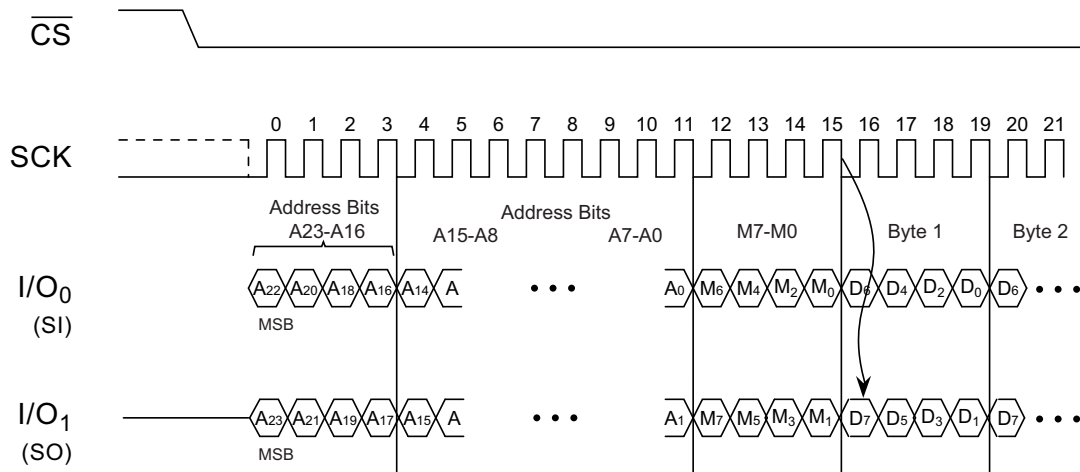 CS
0 1 2 3 4 5 6 7 8 9 10 11 12 13 14 15 16 17 18 19 20 21
SCK
Address Bits
A23-A16
Address Bits
A15-A8
A7-A0
M7-M0
Byte 1
Byte 2
I/O0
(SI)
A22 A20 A18 A16 A14 A • • • A0 M6 M4 M2 M0 D6 D4 D2 D0 D6 • • •
MSB
I/O1
(SO)
A23 A21 A19 A17 A15 A • • • A1 M7 M5 M3 M1 D7 D5 D3 D1 D7 • • •
MSB